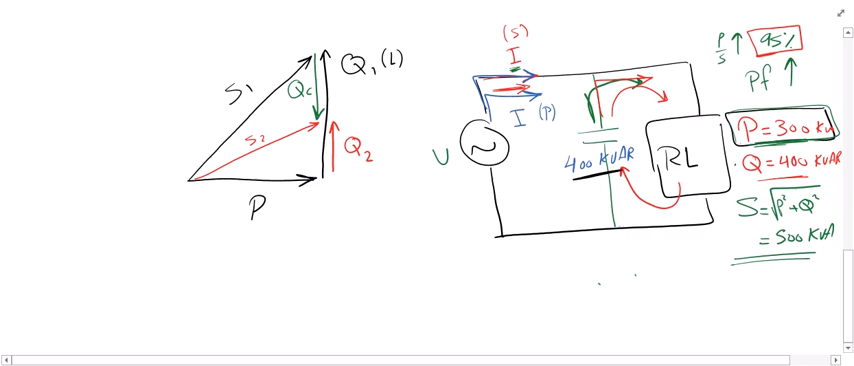 S1
Qc
Q1 (L)
S2
Q2
P
(S)
I
I (P)
U
400 KVAR
RL
P/S ↑ 95%
Pf ↑
P = 300 KW
Q = 400 KVAR
S = √P²+Q²
= 500 KVA